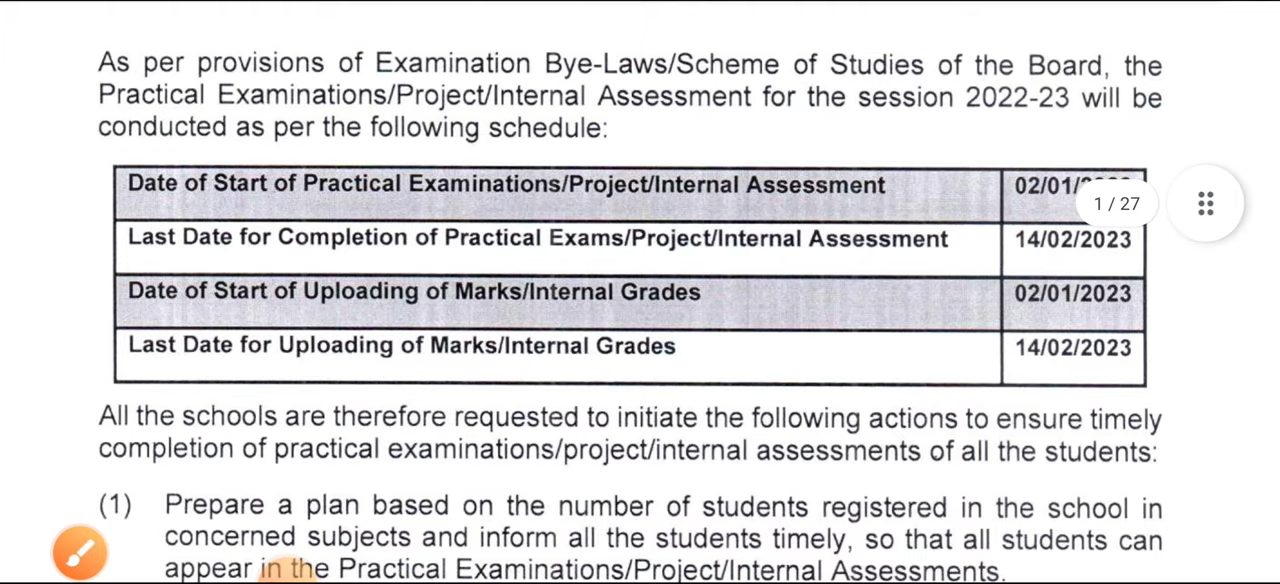 As per provisions of Examination Bye-Laws/Scheme of Studies of the Board, the
Practical Examinations/Project/Internal Assessment for the session 2022-23 will be
conducted as per the following schedule:
Date of Start of Practical Examinations/Project/Internal Assessment 02/01/
1 / 27
Last Date for Completion of Practical Exams/Project/Internal Assessment 14/02/2023
Date of Start of Uploading of Marks/Internal Grades 02/01/2023
Last Date for Uploading of Marks/Internal Grades 14/02/2023
All the schools are therefore requested to initiate the following actions to ensure timely
completion of practical examinations/project/internal assessments of all the students:
(1) Prepare a plan based on the number of students registered in the school in
concerned subjects and inform all the students timely, so that all students can
appear in the Practical Examinations/Project/Internal Assessments.